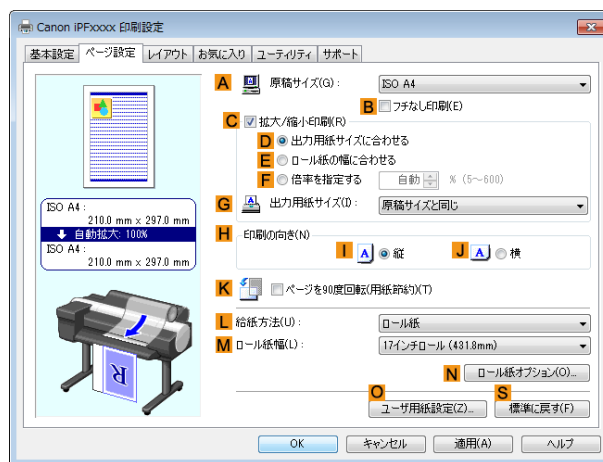 Canon iPFxxxx 印刷設定
基本設定 ページ設定 レイアウト お気に入り ユーティリティ サポート
A 原稿サイズ(G): ISO A4
B フチなし印刷(E)
C 拡大/縮小印刷(R)
D 出力用紙サイズに合わせる
E ロール紙の幅に合わせる
F 倍率を指定する 自動 % (5～600)
G 出力用紙サイズ(I): 原稿サイズと同じ
H 印刷の向き(N)
I A 縦 J A 横
K ページを90度回転(用紙節約)(T)
L 給紙方法(U): ロール紙
M ロール紙幅(L): 17インチロール (431.8mm)
N ロール紙オプション(O)...
O ユーザ用紙設定(Z)... S 標準に戻す(F)
ISO A4 :
210.0 mm x 297.0 mm
自動拡大: 100%
ISO A4 :
210.0 mm x 297.0 mm
R
OK キャンセル 適用(A) ヘルプ